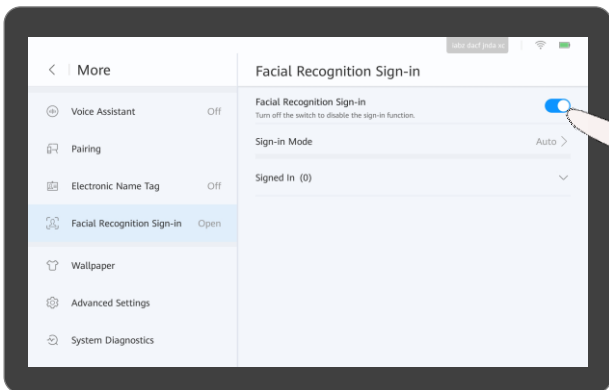 More
Facial Recognition Sign-in
Voice Assistant Off
Pairing
Electronic Name Tag Off
Facial Recognition Sign-in Open
Wallpaper
Advanced Settings
System Diagnostics
Facial Recognition Sign-in
Turn off the switch to disable the sign-in function.
Sign-in Mode Auto
Signed In (0)